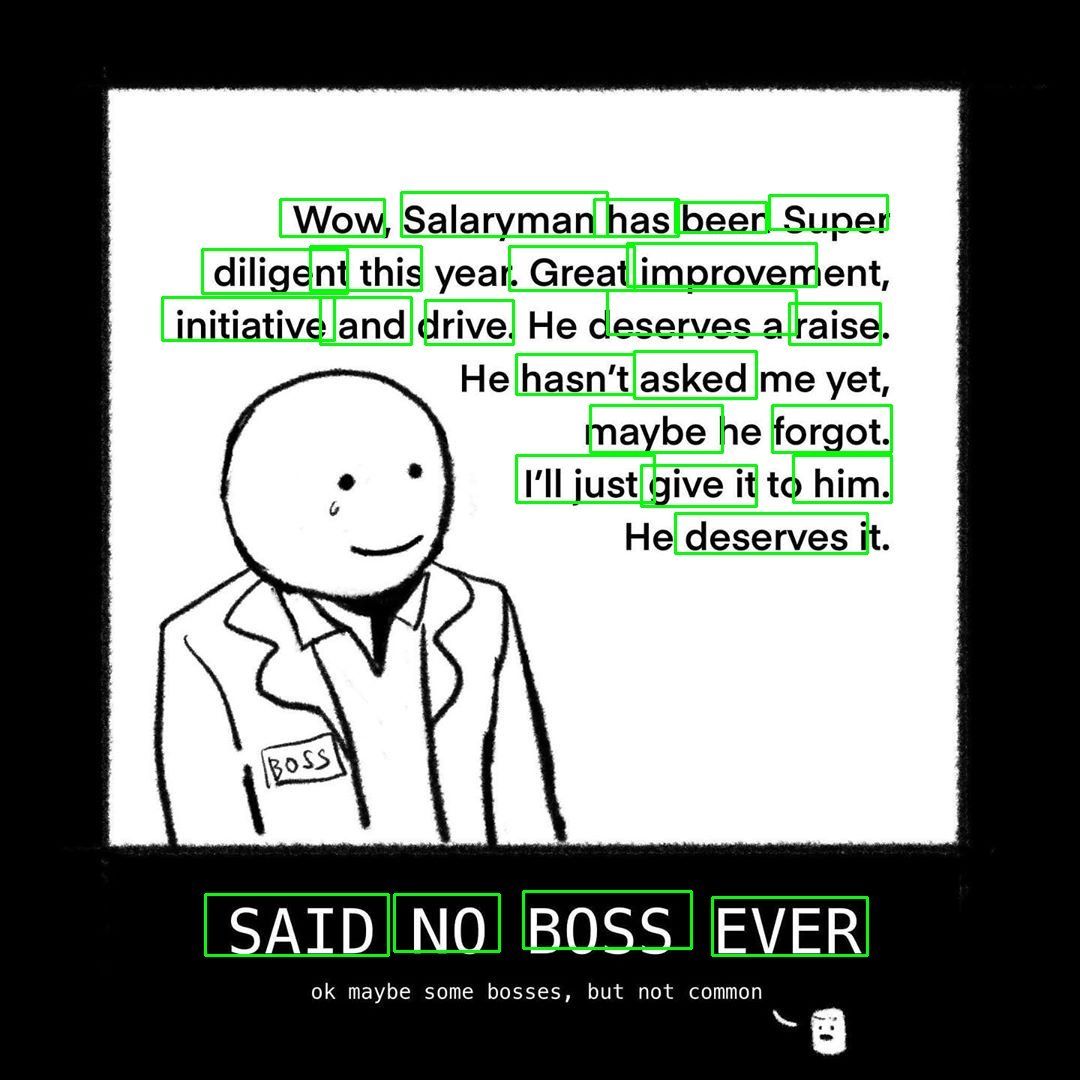 Wow, Salaryman has been Super
diligent this year. Great improvement,
initiative and drive. He deserves a raise.
He hasn’t asked me yet,
maybe he forgot.
I’ll just give it to him.
He deserves it.
BOSS
SAID NO BOSS EVER
ok maybe some bosses, but not common